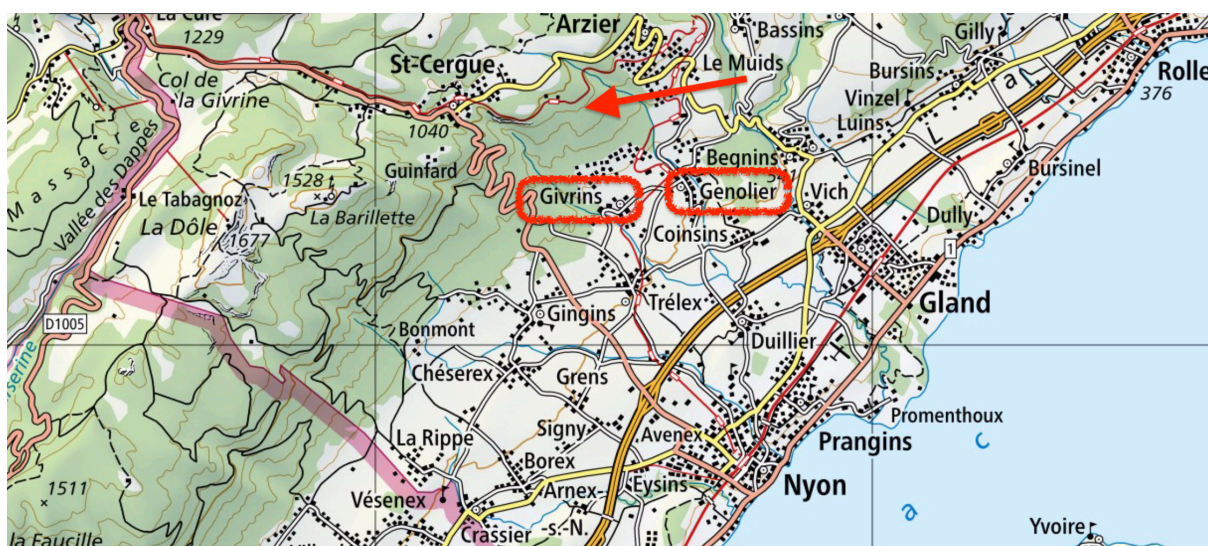 La Cure
1229
Arzier
Bassins
Gilly
Col de
la Givrine
St-Cergue
Le Muids
Bursins
Rolle
376
Vinzel
Luins
a
1040
Massacre
Vallée des Dappes
Guinfard
Begnins
Bursinel
1528
Le Tabagnoz
La Barillette
Givrins
Genolier
Vich
La Dôle
1677
Coinsins
Dully
1
D1005
Trélex
Gland
Gingins
Bonmont
Duillier
Chéserex
Grens
Promenthoux
La Rippe
Signy
Avenex
Prangins
c
Borex
1511
Vésenex
Arnex-
-s.-N.
Eysins
Nyon
a
Crassier
la Faucille
Yvoire